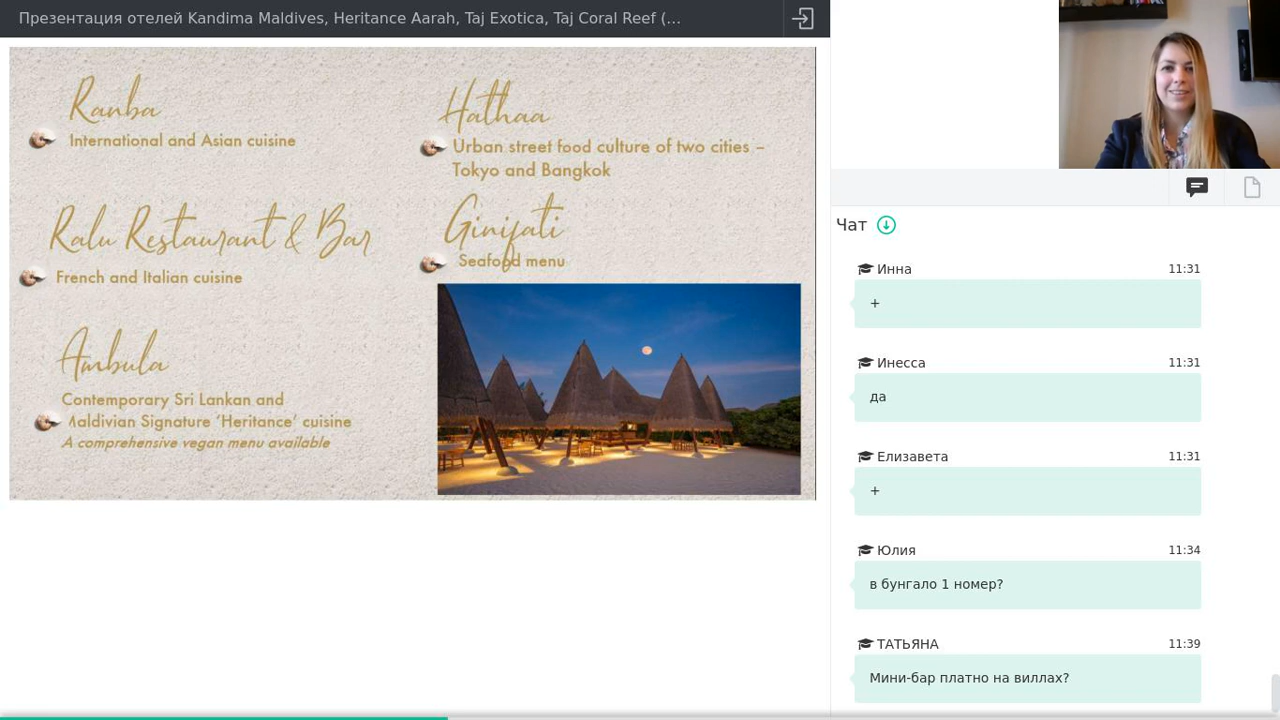 Презентация отелей Kandima Maldives, Heritance Aarah, Taj Exotica, Taj Coral Reef (...
Ranba
International and Asian cuisine
Ralu Restaurant & Bar
French and Italian cuisine
Ambula
Contemporary Sri Lankan and
Maldivian Signature ‘Heritance’ cuisine
A comprehensive vegan menu available
Hathaa
Urban street food culture of two cities –
Tokyo and Bangkok
Ginifati
Seafood menu
Чат
Инна 11:31
+
Инесса 11:31
да
Елизавета 11:31
+
Юлия 11:34
в бунгало 1 номер?
ТАТЬЯНА 11:39
Мини-бар платно на виллах?